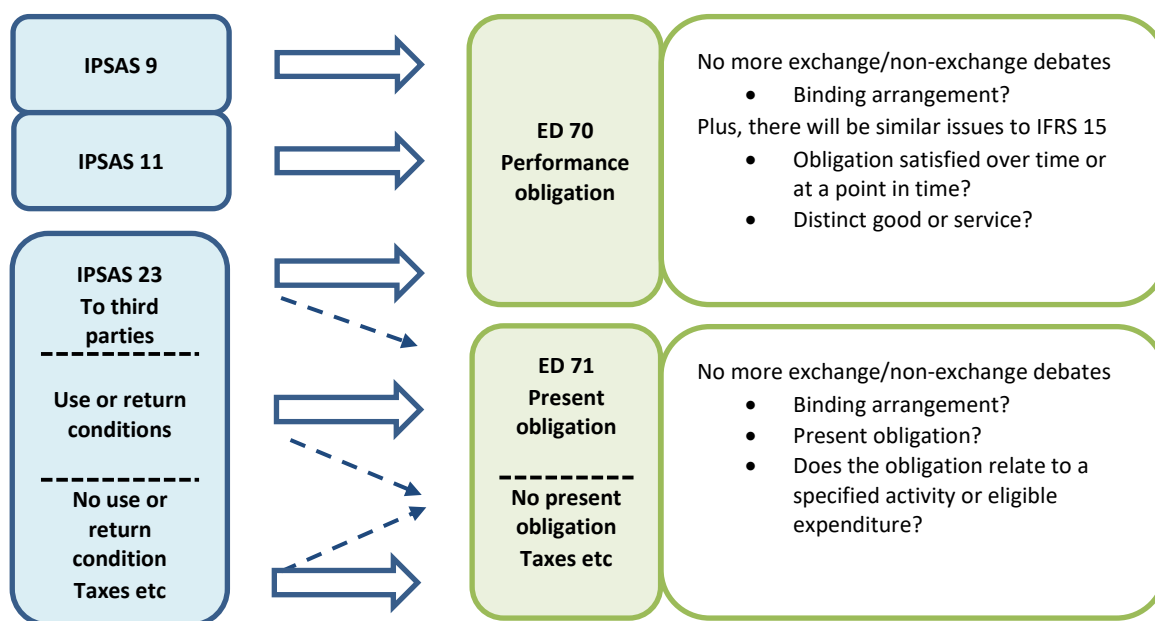 IPSAS 9
IPSAS 11
IPSAS 23
To third
parties
Use or return
conditions
No use or
return
condition
Taxes etc
ED 70
Performance
obligation
No more exchange/non-exchange debates
• Binding arrangement?
Plus, there will be similar issues to IFRS 15
• Obligation satisfied over time or
at a point in time?
• Distinct good or service?
ED 71
Present
obligation
No present
obligation
Taxes etc
No more exchange/non-exchange debates
• Binding arrangement?
• Present obligation?
• Does the obligation relate to a
specified activity or eligible
expenditure?